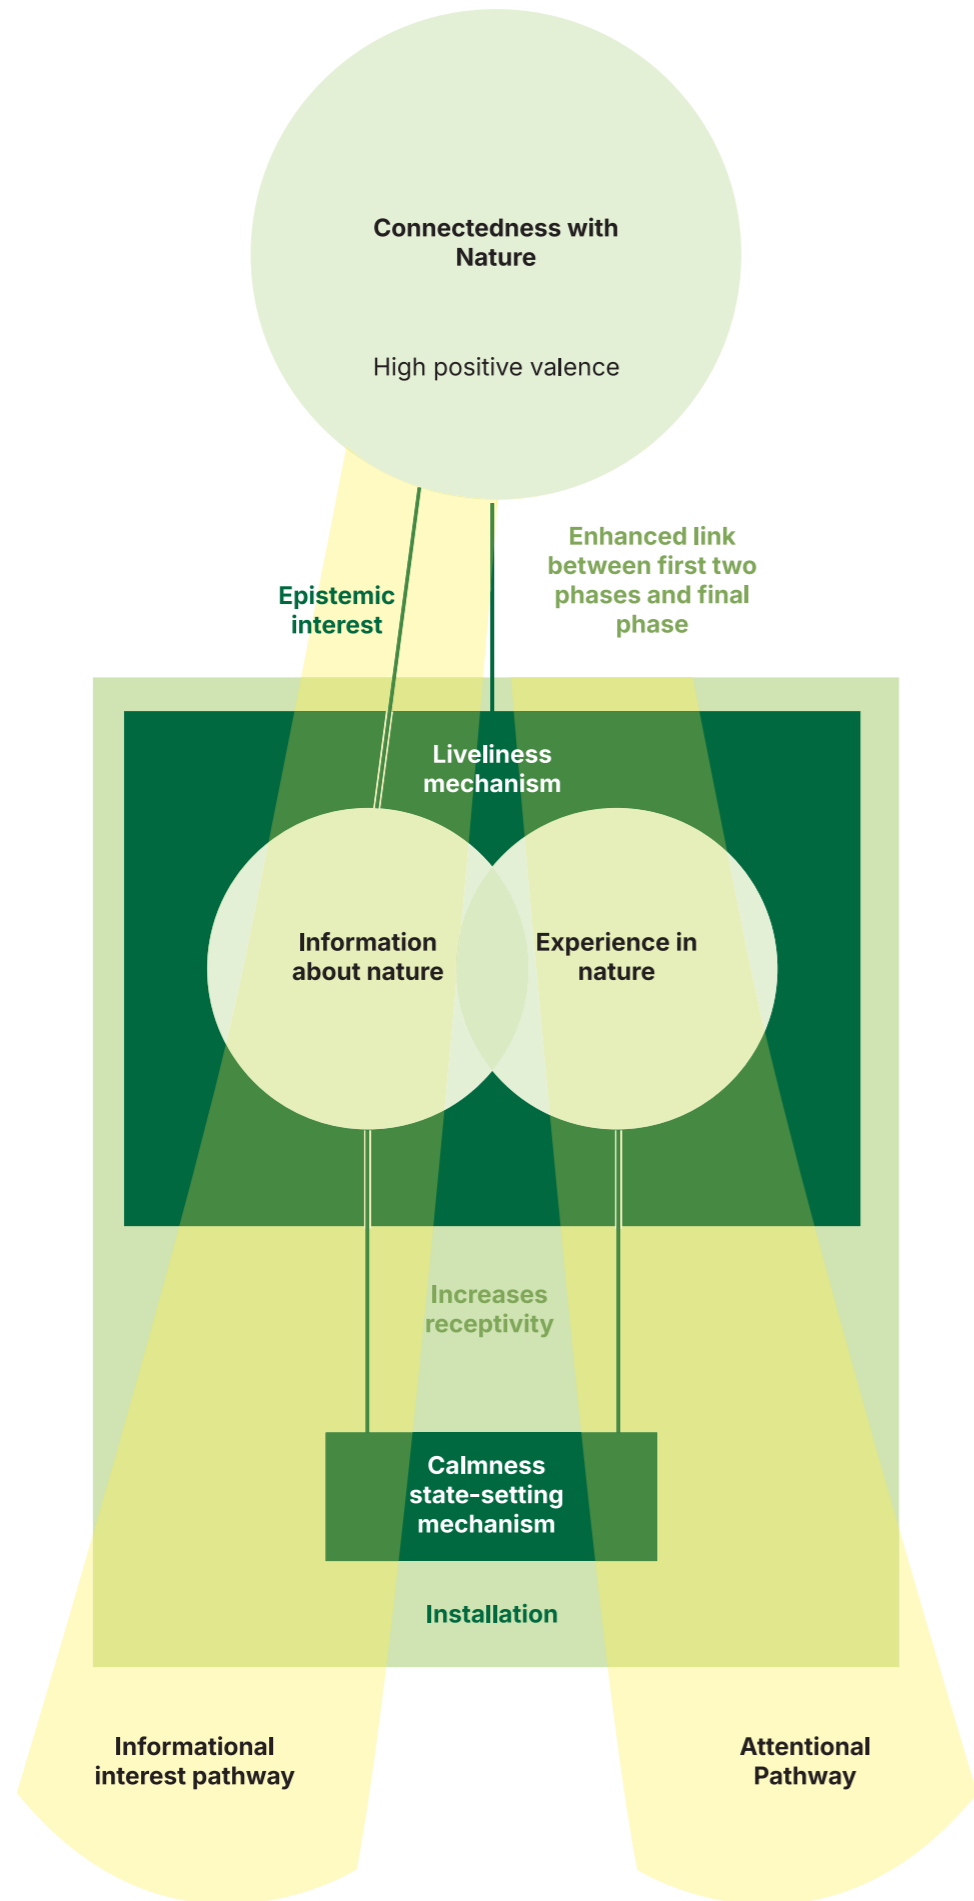 Connectedness with
Nature
High positive valence
Enhanced link
between first two
phases and final
phase
Epistemic
interest
Liveliness
mechanism
Information
about nature
Experience in
nature
Increases
receptivity
Calmness
state-setting
mechanism
Installation
Informational
interest pathway
Attentional
Pathway